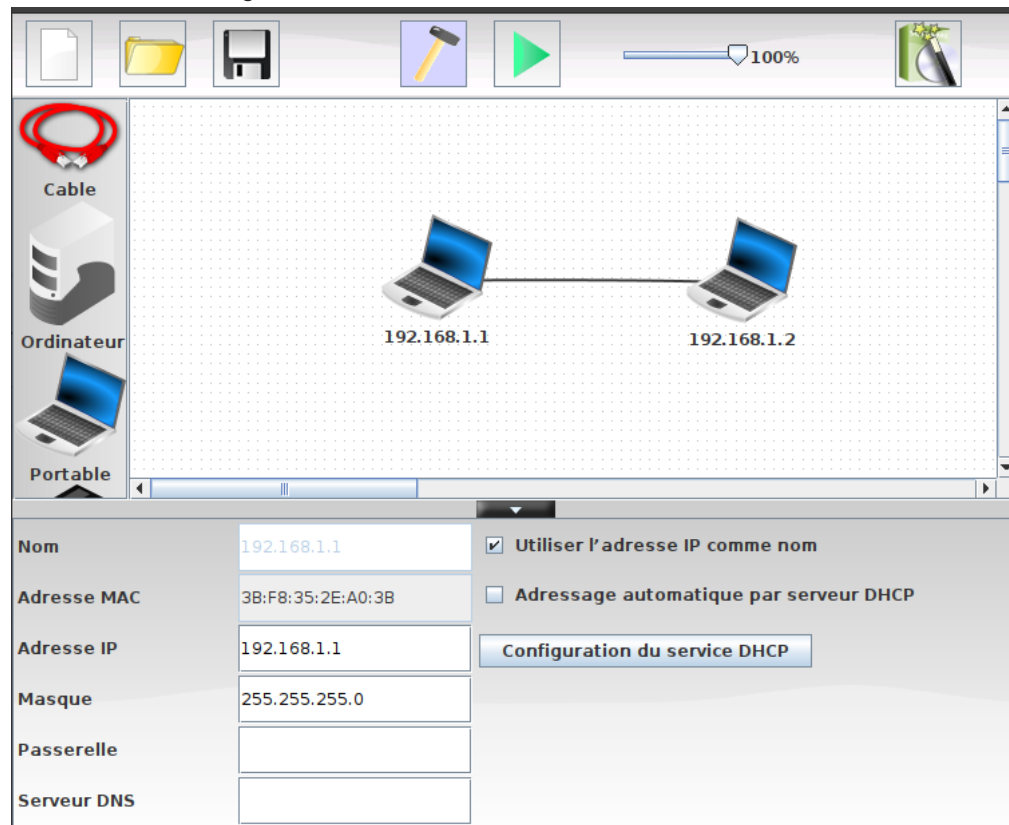 100%
Cable
Ordinateur
Portable
192.168.1.1
192.168.1.2
Nom
192.168.1.1
Utiliser l'adresse IP comme nom
Adresse MAC
3B:F8:35:2E:A0:3B
Adressage automatique par serveur DHCP
Adresse IP
192.168.1.1
Configuration du service DHCP
Masque
255.255.255.0
Passerelle
Serveur DNS